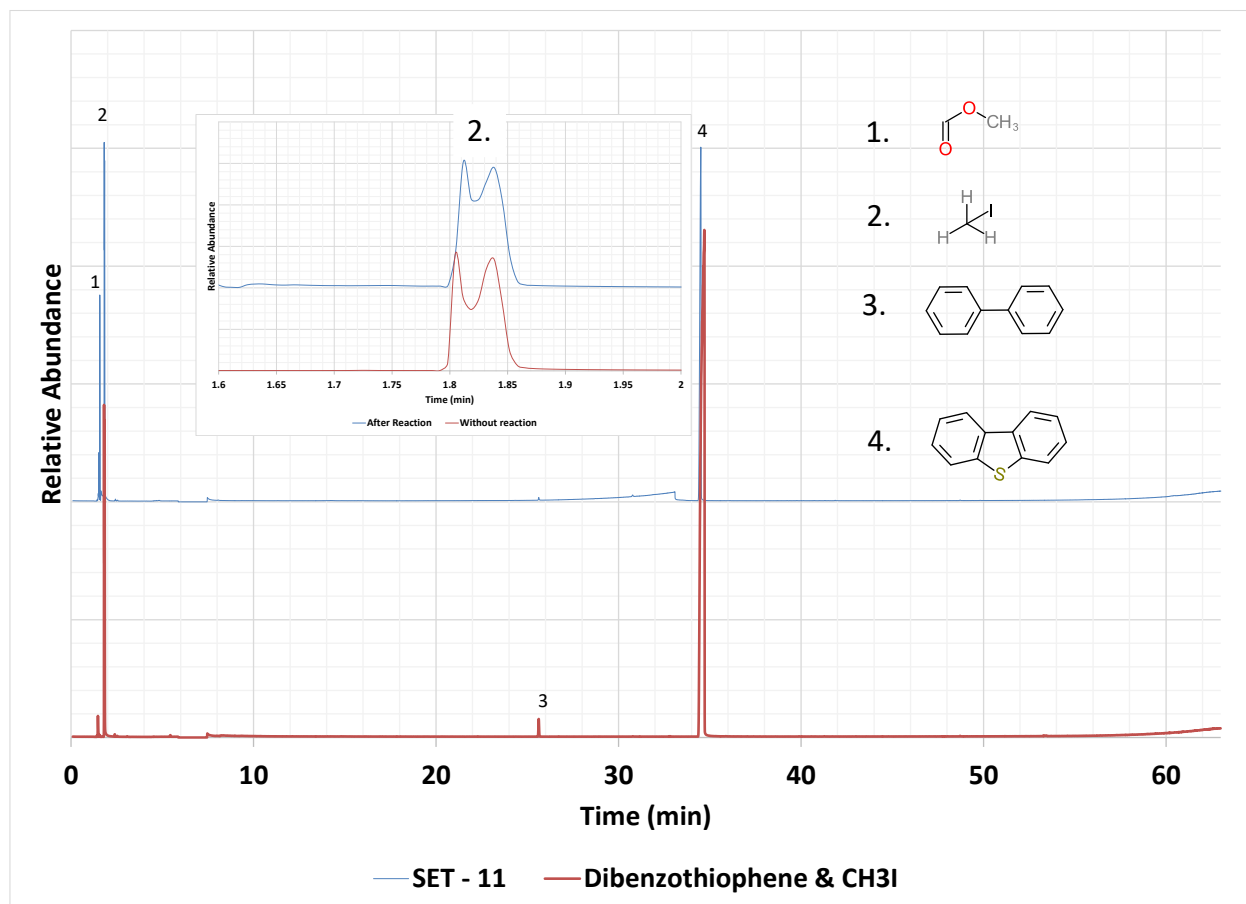 2
1
4
3
2.
Relative Abundance
1.6 1.65 1.7 1.75 1.8 1.85 1.9 1.95 2
Time (min)
After Reaction Without reaction
1.
O
CH3
O
2.
H
I
H H
3.
4.
S
Relative Abundance
0 10 20 30 40 50 60
Time (min)
SET - 11 Dibenzothiophene & CH3I